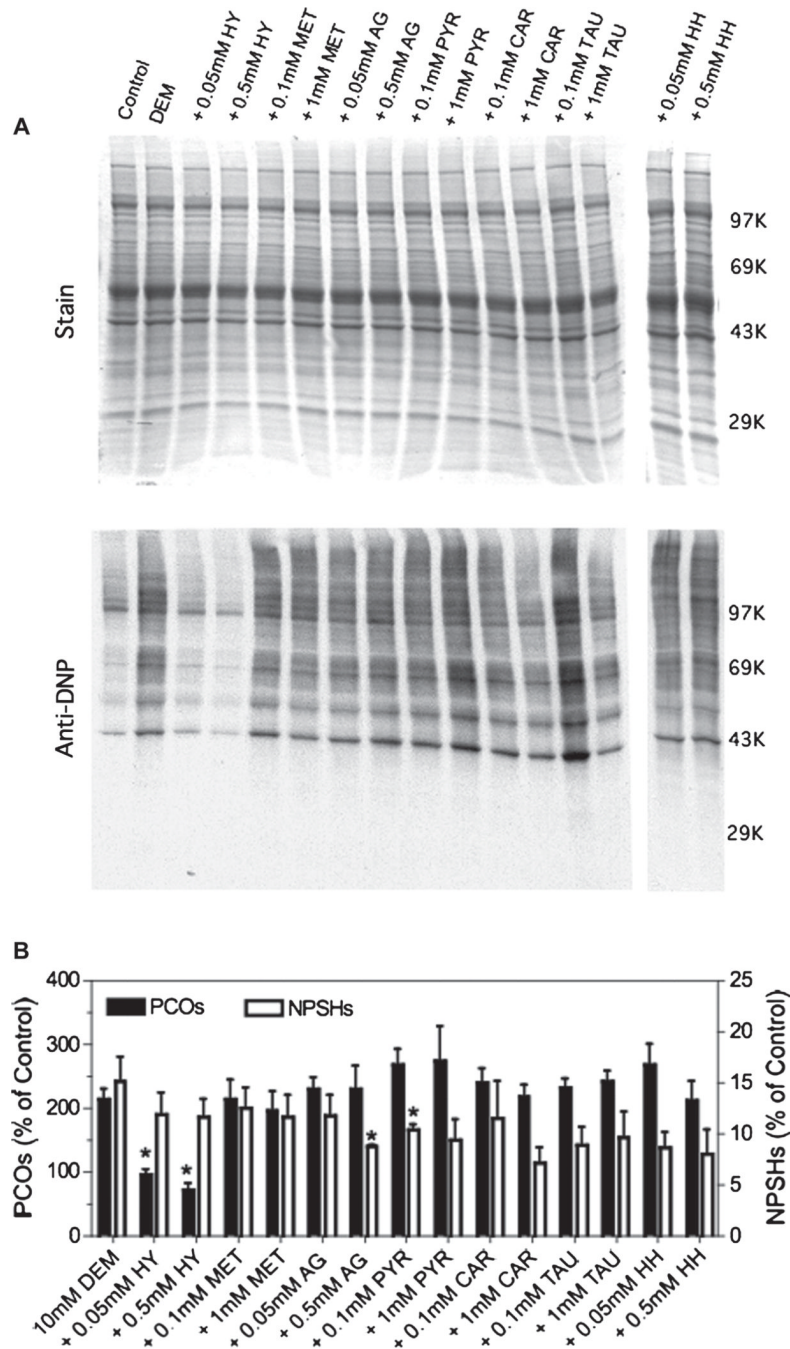 Control
DEM
+ 0.05mM HY
+ 0.5mM HY
+ 0.1mM MET
+ 1mM MET
+ 0.05mM AG
+ 0.5mM AG
+ 0.1mM PYR
+ 1mM PYR
+ 0.1mM CAR
+ 1mM CAR
+ 0.1mM TAU
+ 1mM TAU
+ 0.05mM HH
+ 0.5mM HH
A
Stain
97K
69K
43K
29K
Anti-DNP
97K
69K
43K
29K
B
PCOs (% of Control)
400
300
200
100
0
PCOs
NPSHs
* * * *
25
20
15
10
5
0
NPSHs (% of Control)
10mM DEM
+ 0.05mM HY
+ 0.5mM HY
+ 0.1mM MET
+ 1mM MET
+ 0.05mM AG
+ 0.5mM AG
+ 0.1mM PYR
+ 1mM PYR
+ 0.1mM CAR
+ 1mM CAR
+ 0.1mM TAU
+ 1mM TAU
+ 0.05mM HH
+ 0.5mM HH